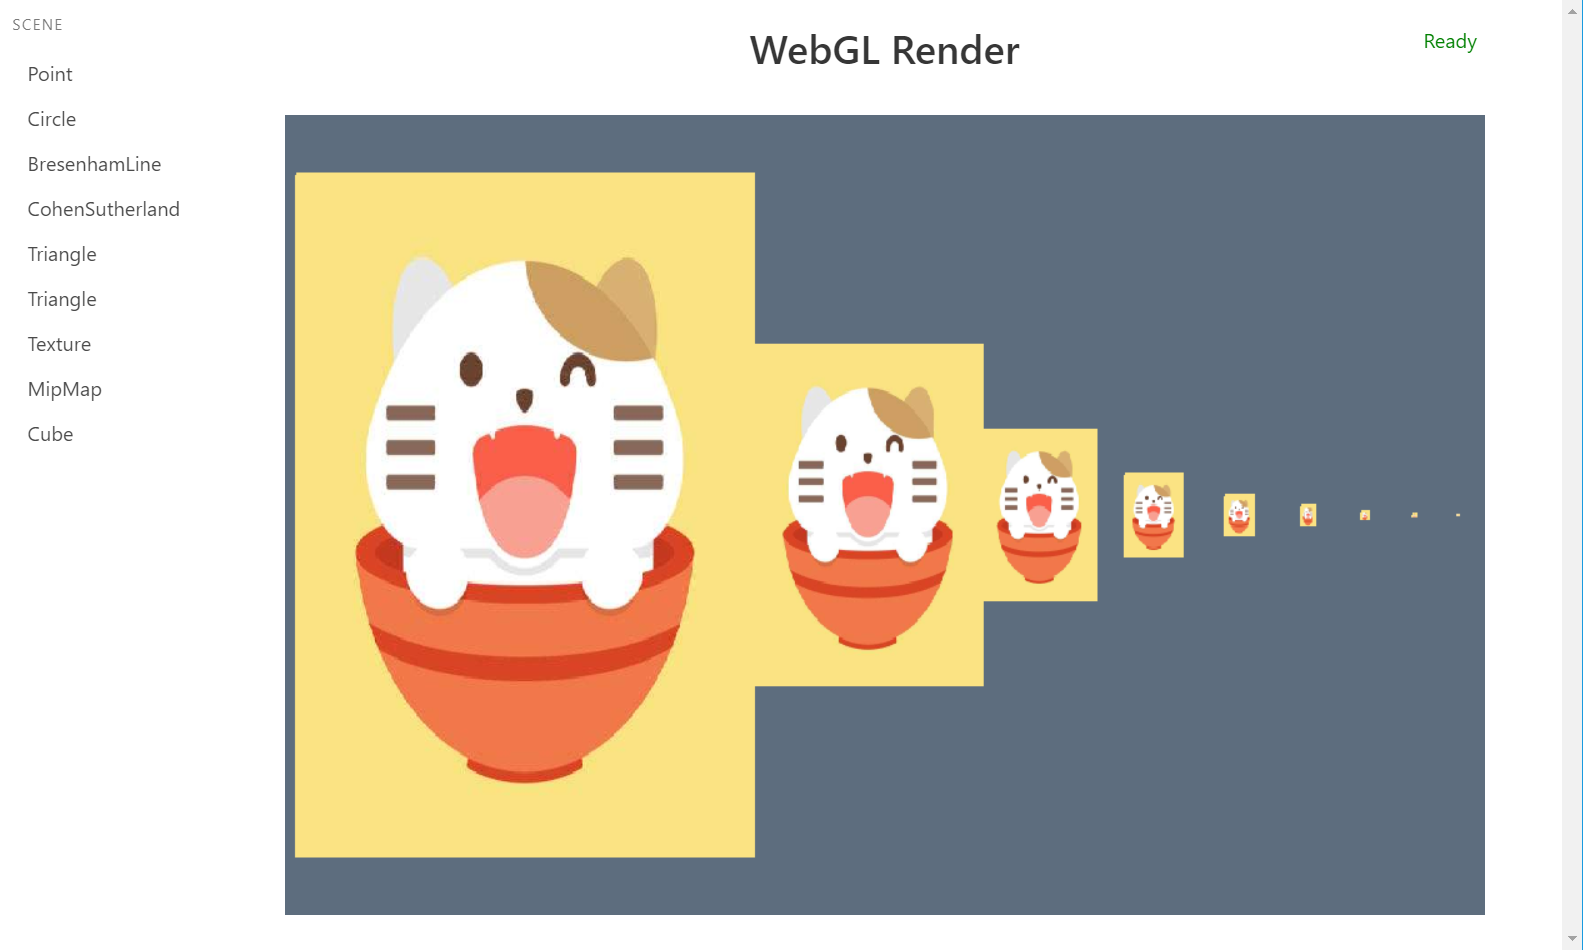 SCENE
Point
Circle
BresenhamLine
CohenSutherland
Triangle
Triangle
Texture
MipMap
Cube
WebGL Render
Ready